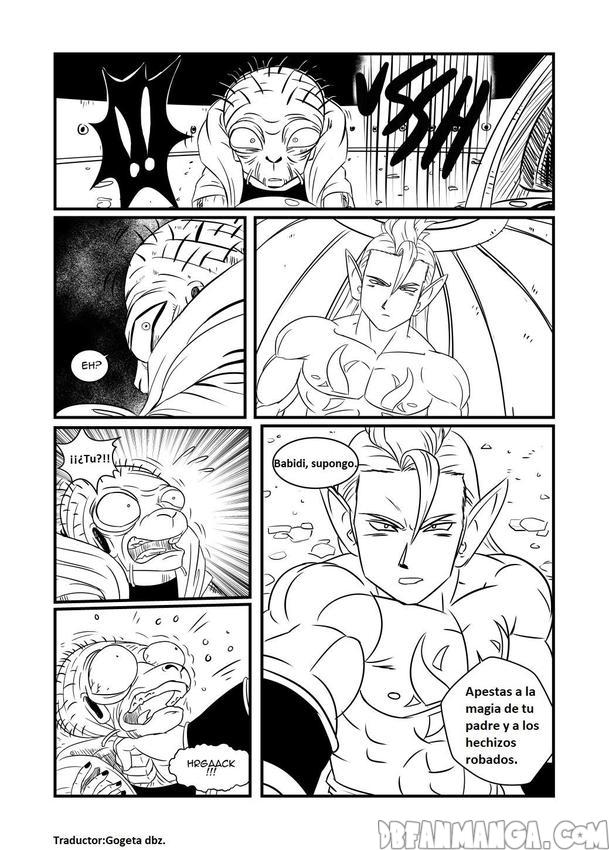 !!
VSSH
EH?
¡¡¿Tu?!!
Babidi, supongo.
Apestas a la
magia de tu
padre y a los
hechizos
robados.
HRGAACK
!!!
Traductor:Gogeta dbz.
DBFANMANGA.COM